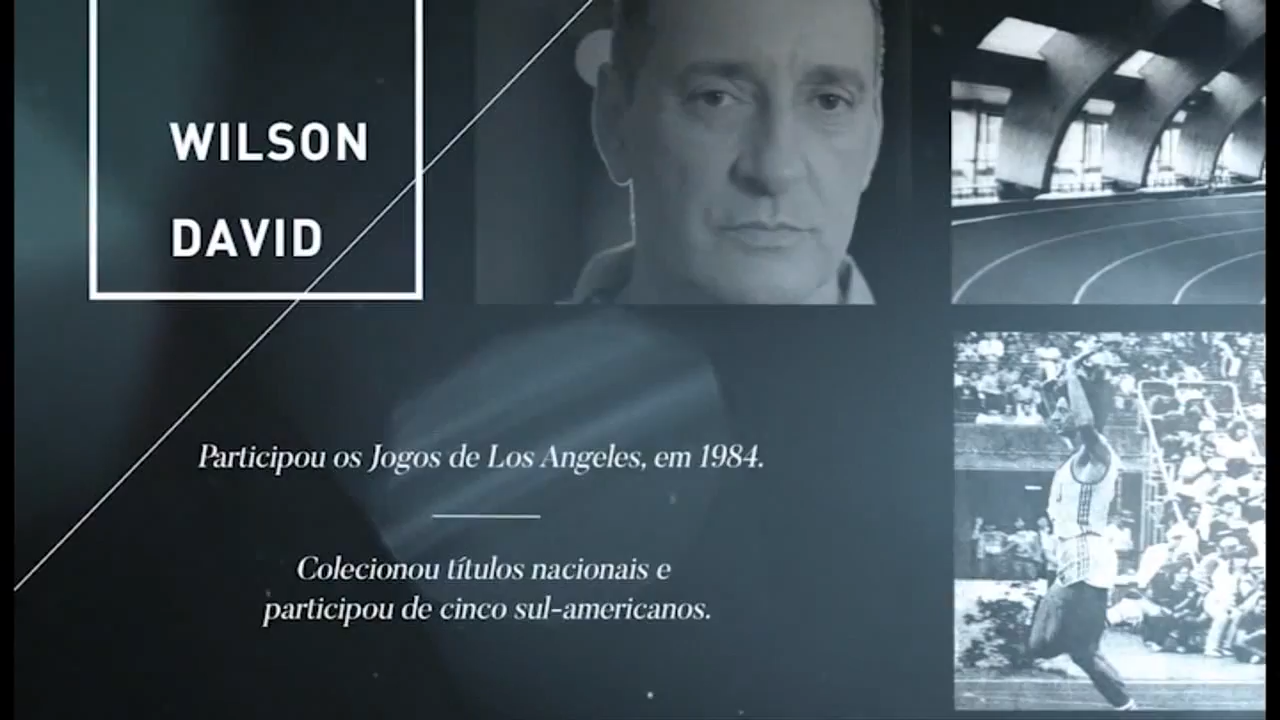 WILSON
DAVID
Participou os Jogos de Los Angeles, em 1984.
Colecionou títulos nacionais e
participou de cinco sul-americanos.